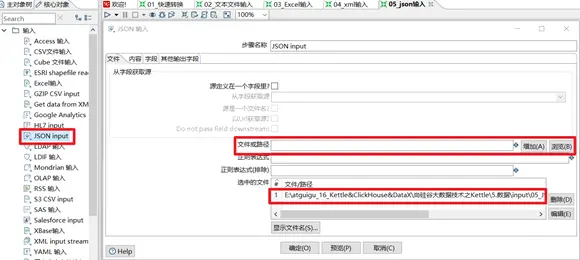 主对象树 核心对象
Search
输入
Access 输入
CSV文件输入
Cube 文件输入
ESRI shapefile rea
Excel输入
GZIP CSV input
Get data from XM
Google Analytics
HL7 input
JSON input
LDAP 输入
LDIF 输入
Mondrian 输入
OLAP 输入
RSS 输入
S3 CSV 输入
SAS 输入
Salesforce input
XBase输入
XML input stream
YAML 输入
欢迎! 01_快速转换 02_文本文件输入 03_Excel输入 04_xml输入 05_json输入
100%
JSON 输入
步骤名称 JSON input
文件 内容 字段 其他输出字段
从字段获取源
源定义在一个字段里?
从字段获取源
源是一个文件名?
以Url获取源
Do not pass field downstream:
文件或路径 增加(A) 浏览(B)
正则表达式
正则表达式(排除)
选中的文件 # 文件/路径
1 E:\atguigu_16_Kettle&ClickHouse&DataX\尚硅谷大数据技术之Kettle\5.数据\input\05_J
删除(D)
编辑(E)
显示文件名(S)...
Help 确定(O) 预览(P) 取消(C)